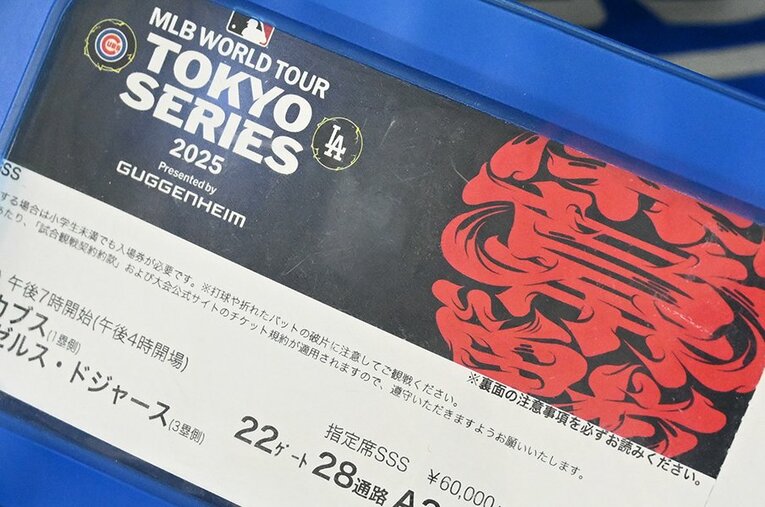 MLB WORLD TOUR
TOKYO
SERIES
2025
Presented by
GUGGENHEIM
CUBS
LA
SSS
する場合は小学生未満でも入場券が必要です。※打球や折れたバットの破片に注意してご観戦ください。
あたり、「試合観戦契約約款」および大会公式サイトのチケット規約が適用されますので、遵守いただきますようお願いいたします。
※裏面の注意事項を必ずお読みください。
午後7時開始(午後4時開場)
カブス(1塁側)
ゼルス・ドジャース(3塁側)
指定席SSS ¥60,000
22ゲート 28通路